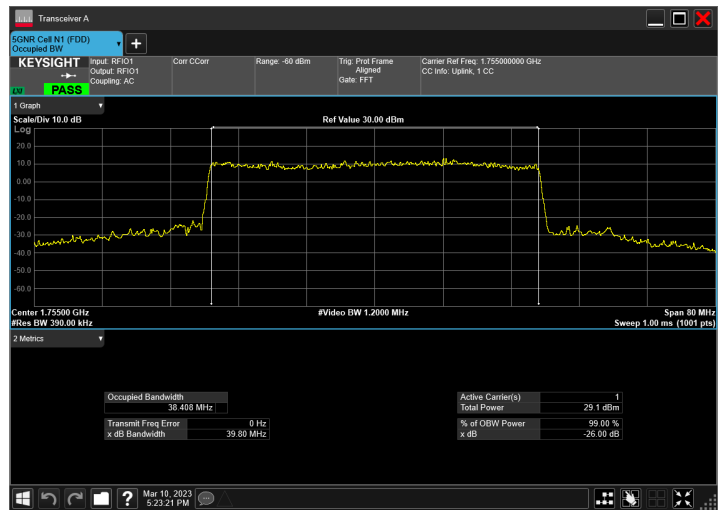 Transceiver A
5GNR Cell N1 (FDD)
Occupied BW
KEYSIGHT
Input: RFIO1
Output: RFIO1
Coupling: AC
Corr CCorr
Range: -60 dBm
Trig: Prot Frame
Aligned
Gate: FFT
Carrier Ref Freq: 1.755000000 GHz
CC Info: Uplink, 1 CC
PASS
1 Graph
Scale/Div 10.0 dB
Ref Value 30.00 dBm
Log
20.0
10.0
0.00
-10.0
-20.0
-30.0
-40.0
-50.0
-60.0
Center 1.75500 GHz
#Video BW 1.2000 MHz
Span 80 MHz
#Res BW 390.00 kHz
Sweep 1.00 ms (1001 pts)
2 Metrics
Occupied Bandwidth
38.408 MHz
Transmit Freq Error 0 Hz
x dB Bandwidth 39.80 MHz
Active Carrier(s) 1
Total Power 29.1 dBm
% of OBW Power 99.00 %
x dB -26.00 dB
?
Mar 10, 2023
5:23:21 PM